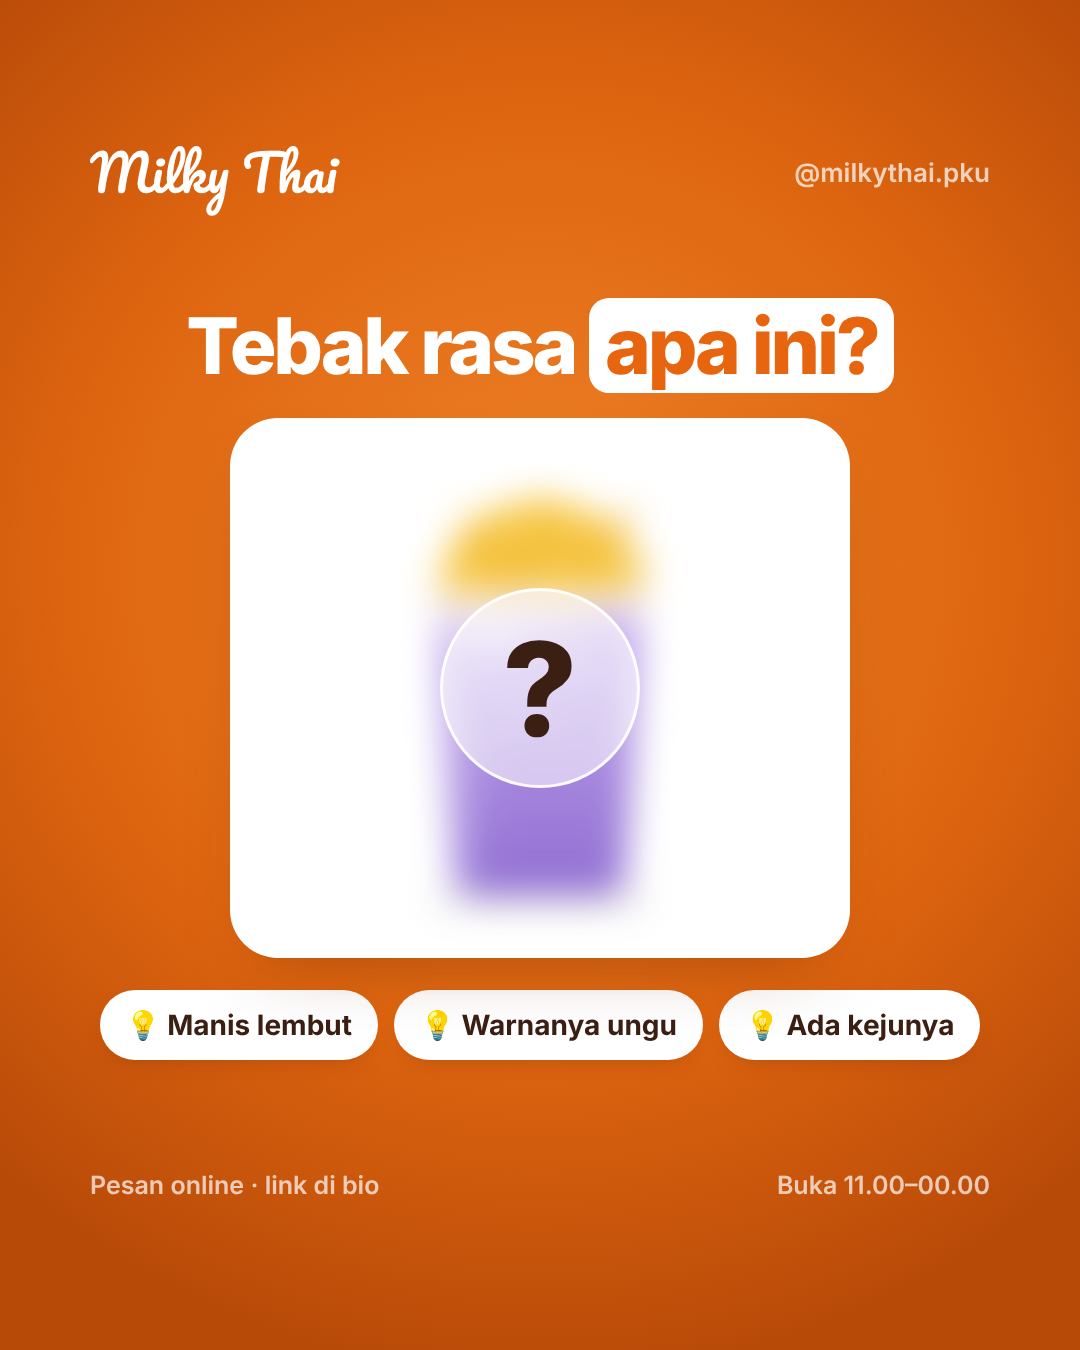 Milky Thai
@milkythai.pku
Tebak rasa apa ini?
?
💡 Manis lembut
💡 Warnanya ungu
💡 Ada kejunya
Pesan online · link di bio
Buka 11.00–00.00